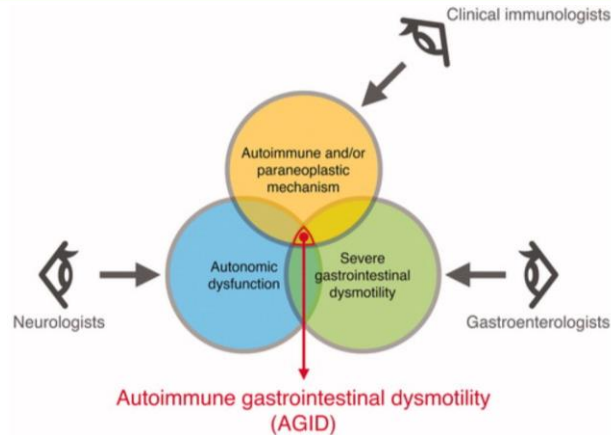 Clinical immunologists
Autoimmune and/or
paraneoplastic
mechanism
Autonomic
dysfunction
Severe
gastrointestinal
dysmotility
Neurologists
Gastroenterologists
Autoimmune gastrointestinal dysmotility
(AGID)